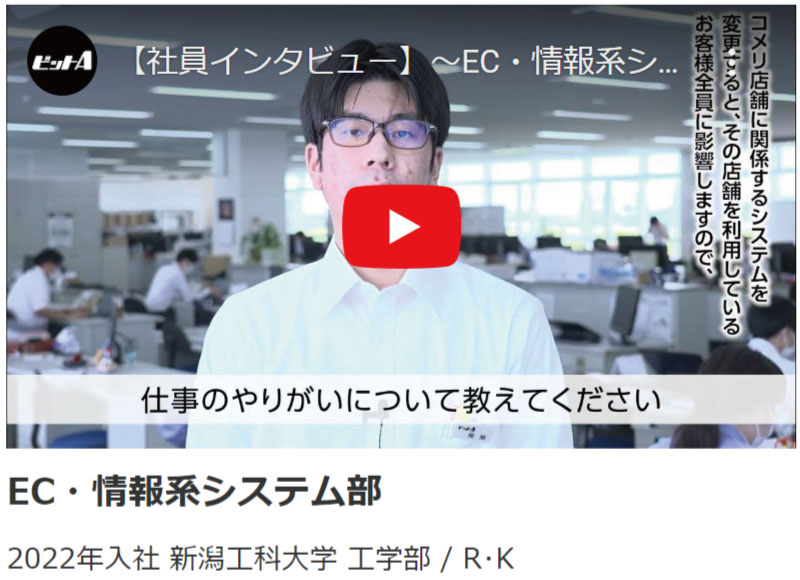 ビットA
【社員インタビュー】 ~EC・情報系シ...
コメリ店舗に関係するシステムを
変更すると、その店舗を利用している
お客様全員に影響しますので、
仕事のやりがいについて教えてください
EC・情報系システム部
2022年入社 新潟工科大学 工学部 / R・K